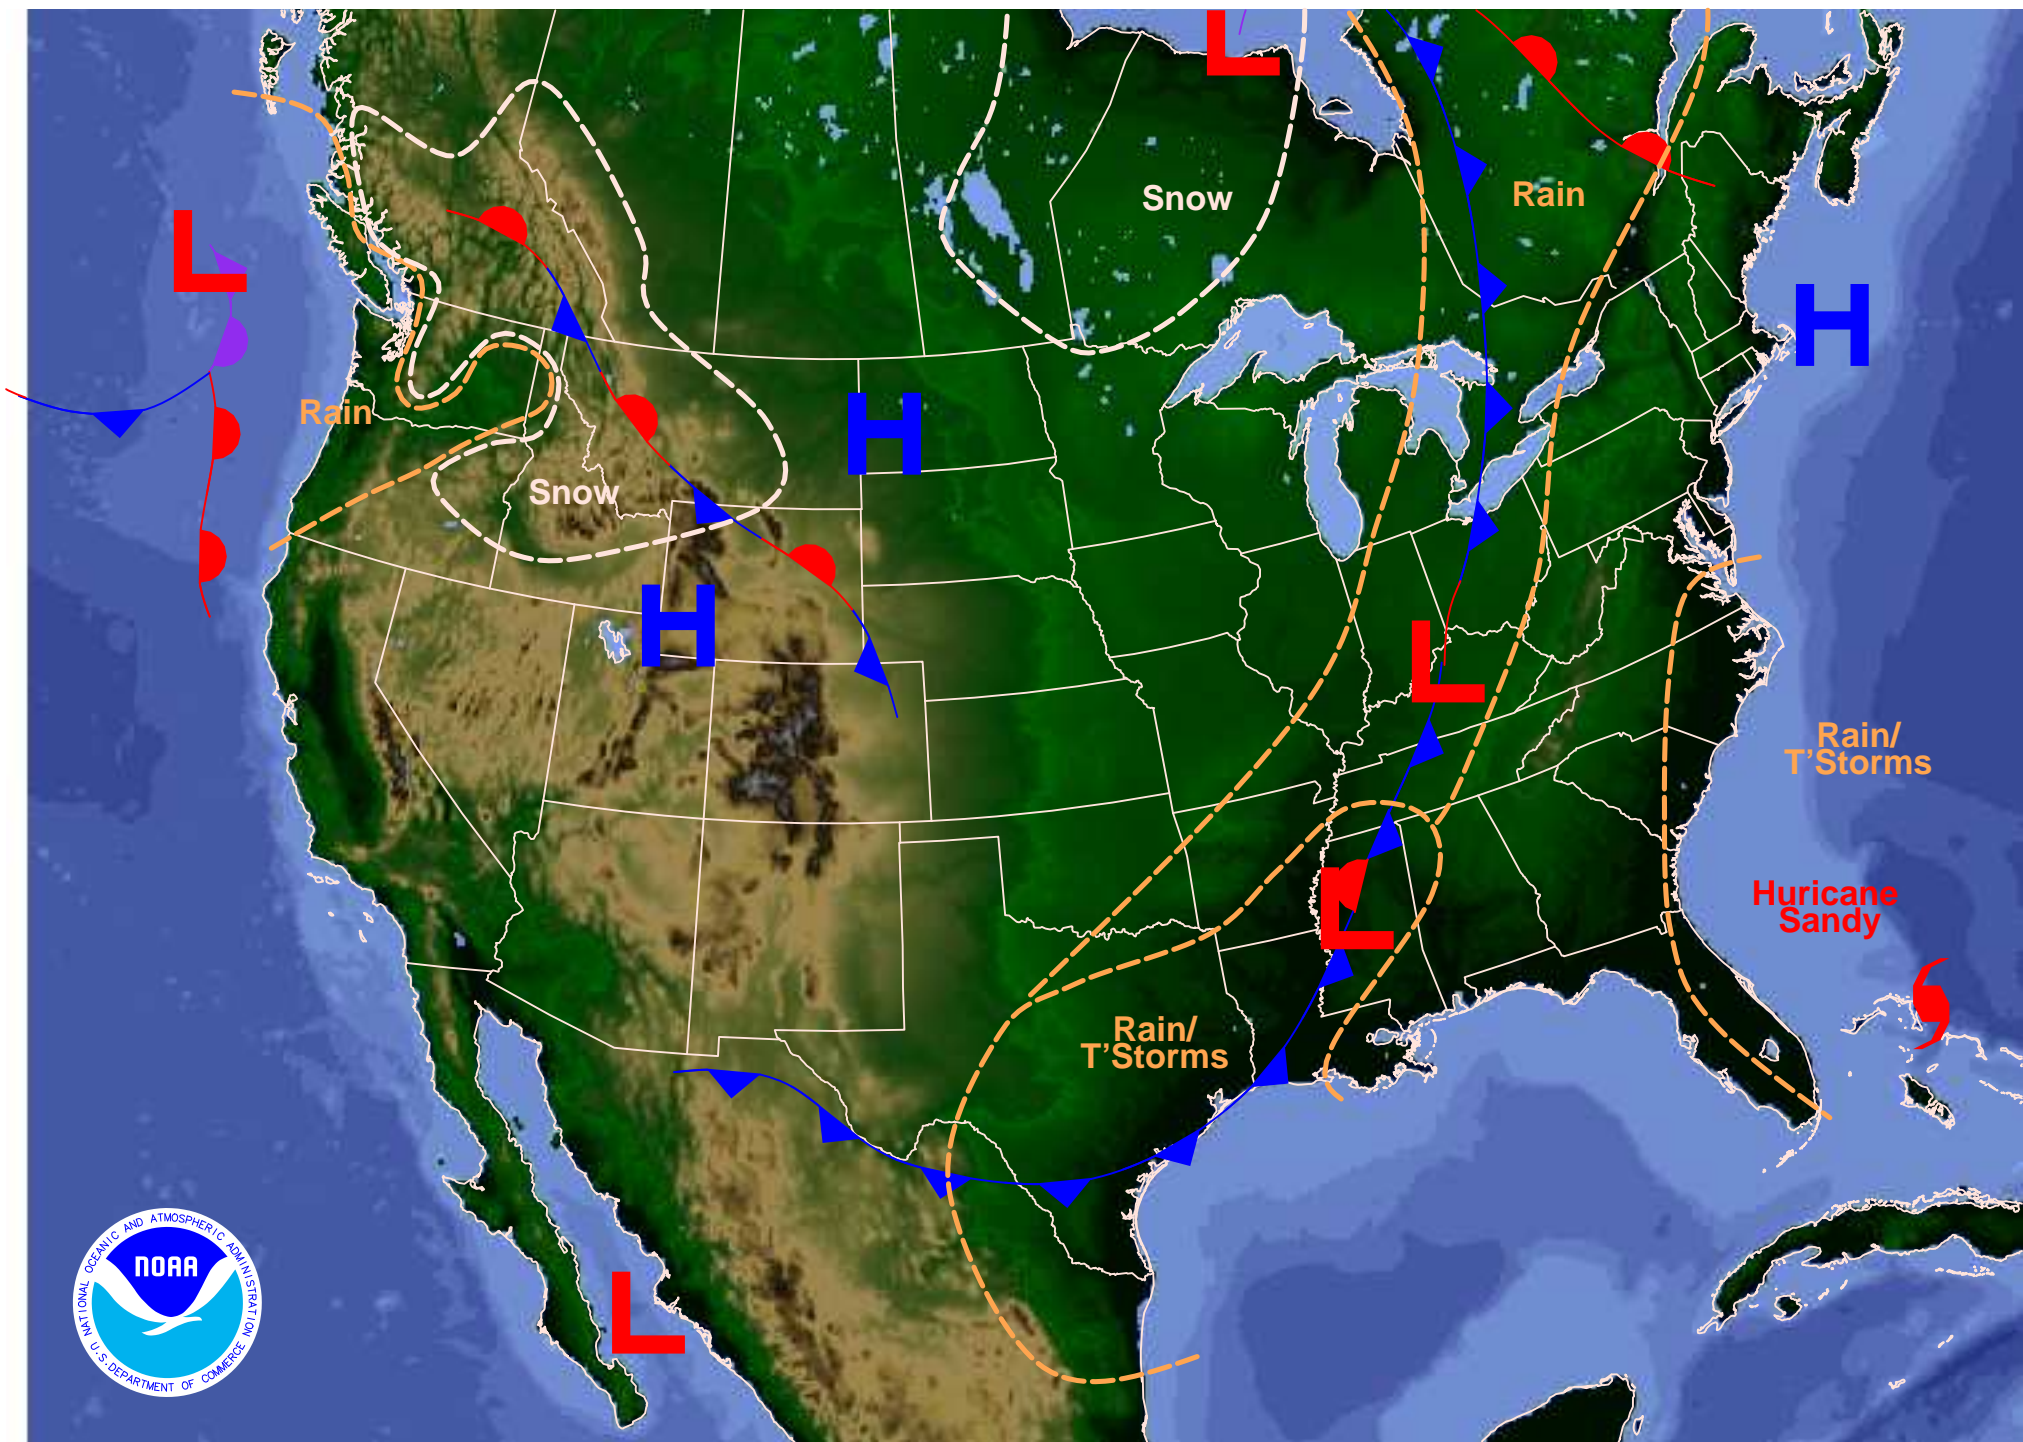 L
Snow
Rain
L
H
Rain
H
Snow
H
L
Rain/
T'Storms
Huricane
Sandy
L
Rain/
T'Storms
L
NATIONAL OCEANIC AND ATMOSPHERIC ADMINISTRATION
NOAA
U.S. DEPARTMENT OF COMMERCE